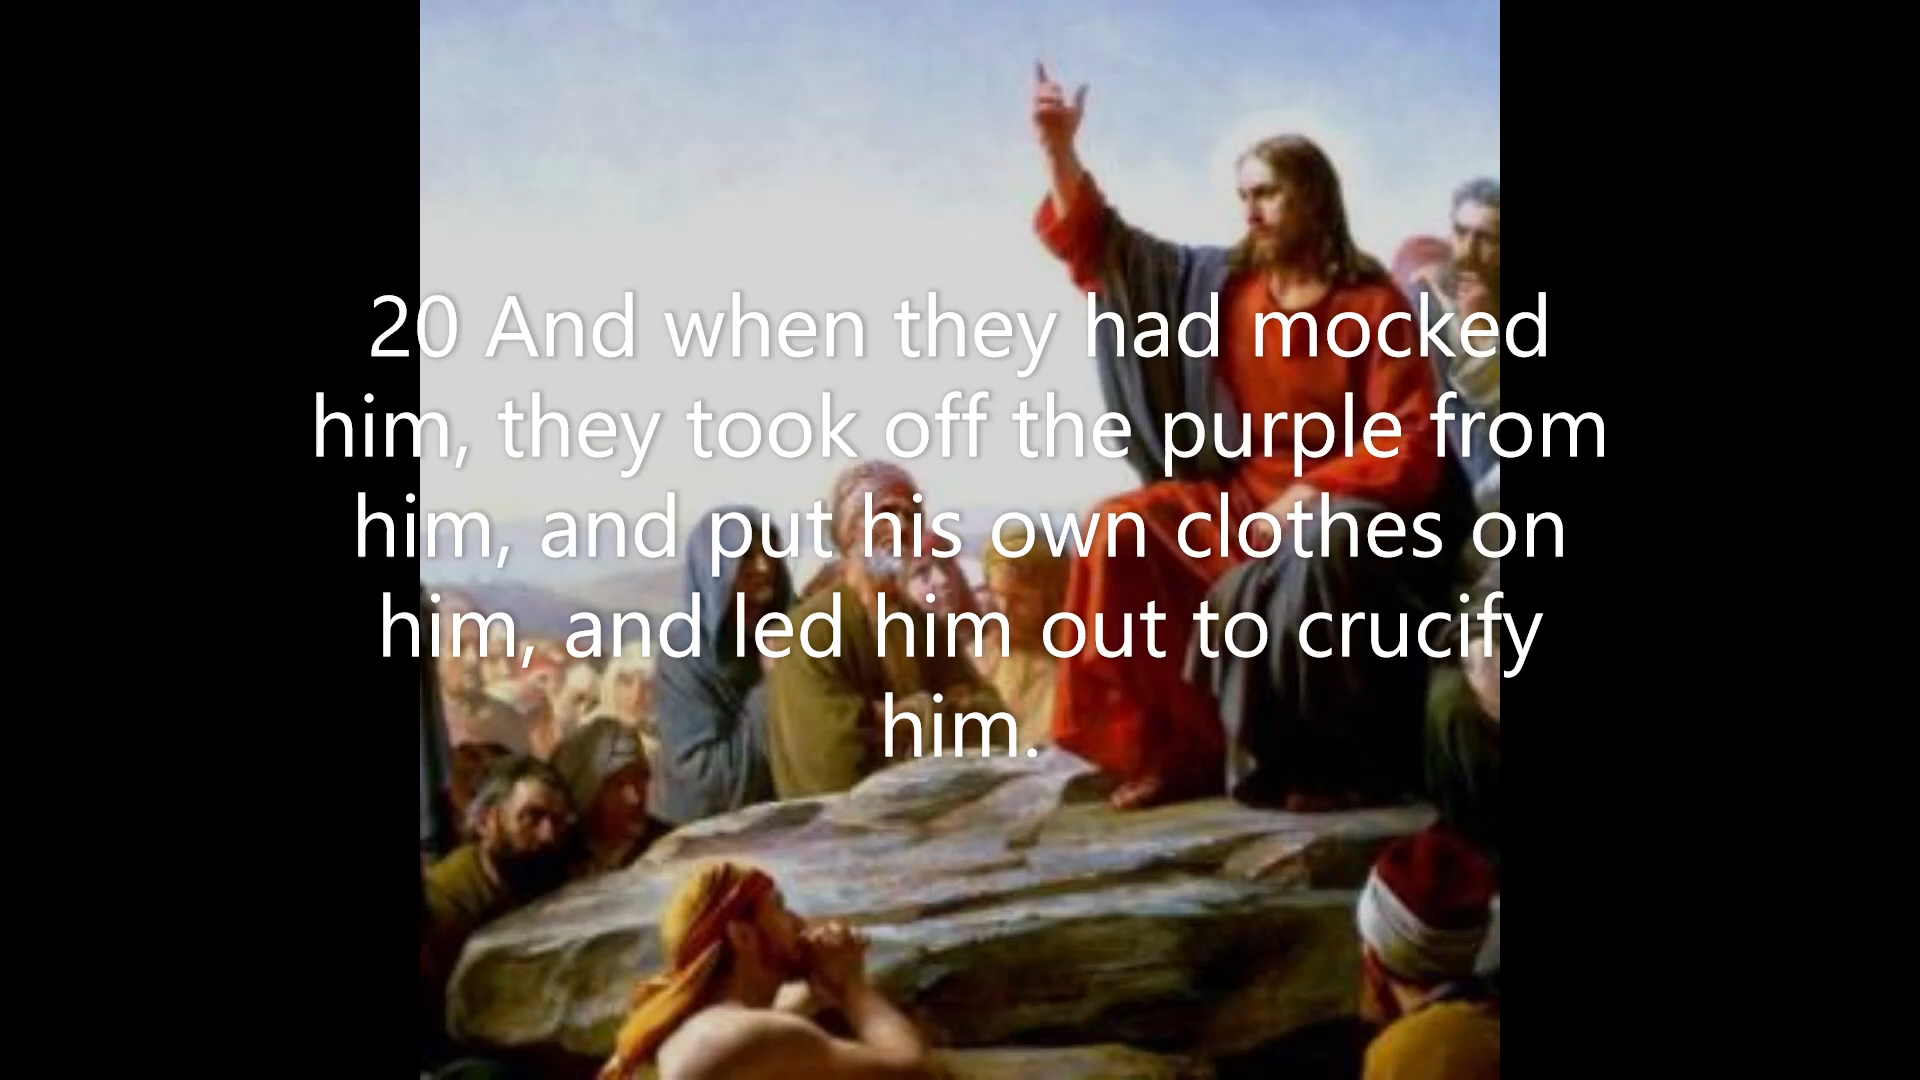 20 And when they had mocked
him, they took off the purple from
him, and put his own clothes on
him, and led him out to crucify
him.